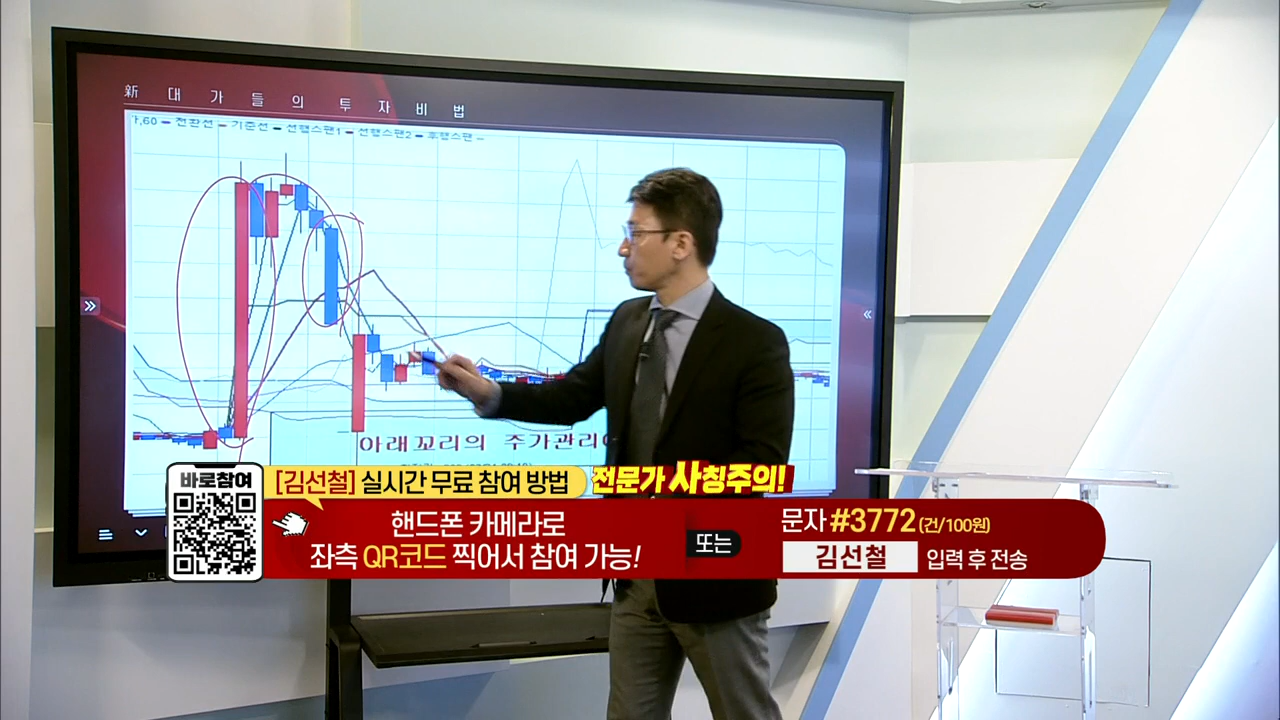 新 대 가 들 의 투 자 비 법
가,60 ━ 전환선 ━ 기준선 ━ 선행스팬1 ━ 선행스팬2 ━ 후행스팬 ━
아래꼬리의 주가관리
바로참여
[김선철] 실시간 무료 참여 방법
전문가 사칭주의!
핸드폰 카메라로
좌측 QR코드 찍어서 참여 가능!
또는
문자 #3772 (건/100원)
김선철 입력 후 전송